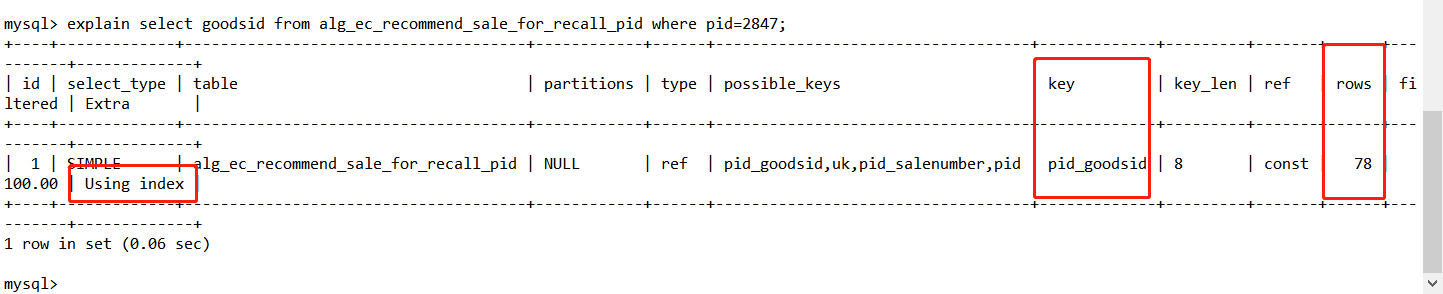 mysql> explain select goodsid from alg_ec_recommend_sale_for_recall_pid where pid=2847;
+----+-------------+--------------------------------------+------------+------+-----------------------------------+-------------+---------+-------+------+---
-------+-------------+
| id | select_type | table                                | partitions | type | possible_keys                     | key         | key_len | ref   | rows | fi
ltered | Extra       |
+----+-------------+--------------------------------------+------------+------+-----------------------------------+-------------+---------+-------+------+---
-------+-------------+
|  1 | SIMPLE      | alg_ec_recommend_sale_for_recall_pid | NULL       | ref  | pid_goodsid,uk,pid_salenumber,pid | pid_goodsid | 8       | const |   78 |
100.00 | Using index |
+----+-------------+--------------------------------------+------------+------+-----------------------------------+-------------+---------+-------+------+---
-------+-------------+
1 row in set (0.06 sec)
mysql>